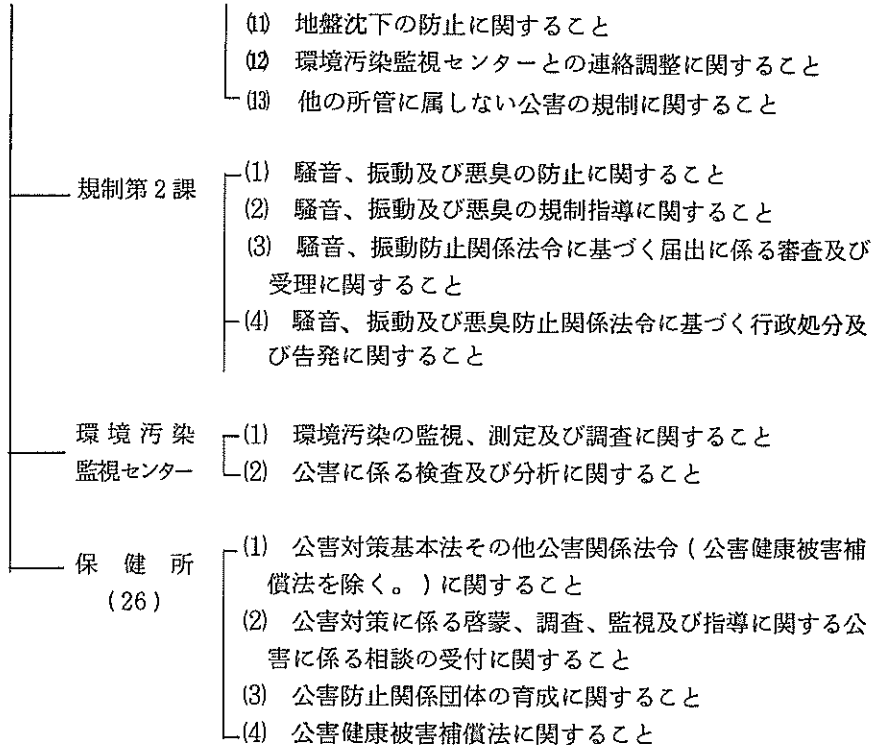 (11) 地盤沈下の防止に関すること
(12) 環境汚染監視センターとの連絡調整に関すること
(13) 他の所管に属しない公害の規制に関すること
規制第2課
(1) 騒音、振動及び悪臭の防止に関すること
(2) 騒音、振動及び悪臭の規制指導に関すること
(3) 騒音、振動防止関係法令に基づく届出に係る審査及び
受理に関すること
(4) 騒音、振動及び悪臭防止関係法令に基づく行政処分及
び告発に関すること
環境汚染
監視センター
(1) 環境汚染の監視、測定及び調査に関すること
(2) 公害に係る検査及び分析に関すること
保健所
(26)
(1) 公害対策基本法その他公害関係法令(公害健康被害補
償法を除く。)に関すること
(2) 公害対策に係る啓蒙、調査、監視及び指導に関する公
害に係る相談の受付に関すること
(3) 公害防止関係団体の育成に関すること
(4) 公害健康被害補償法に関すること